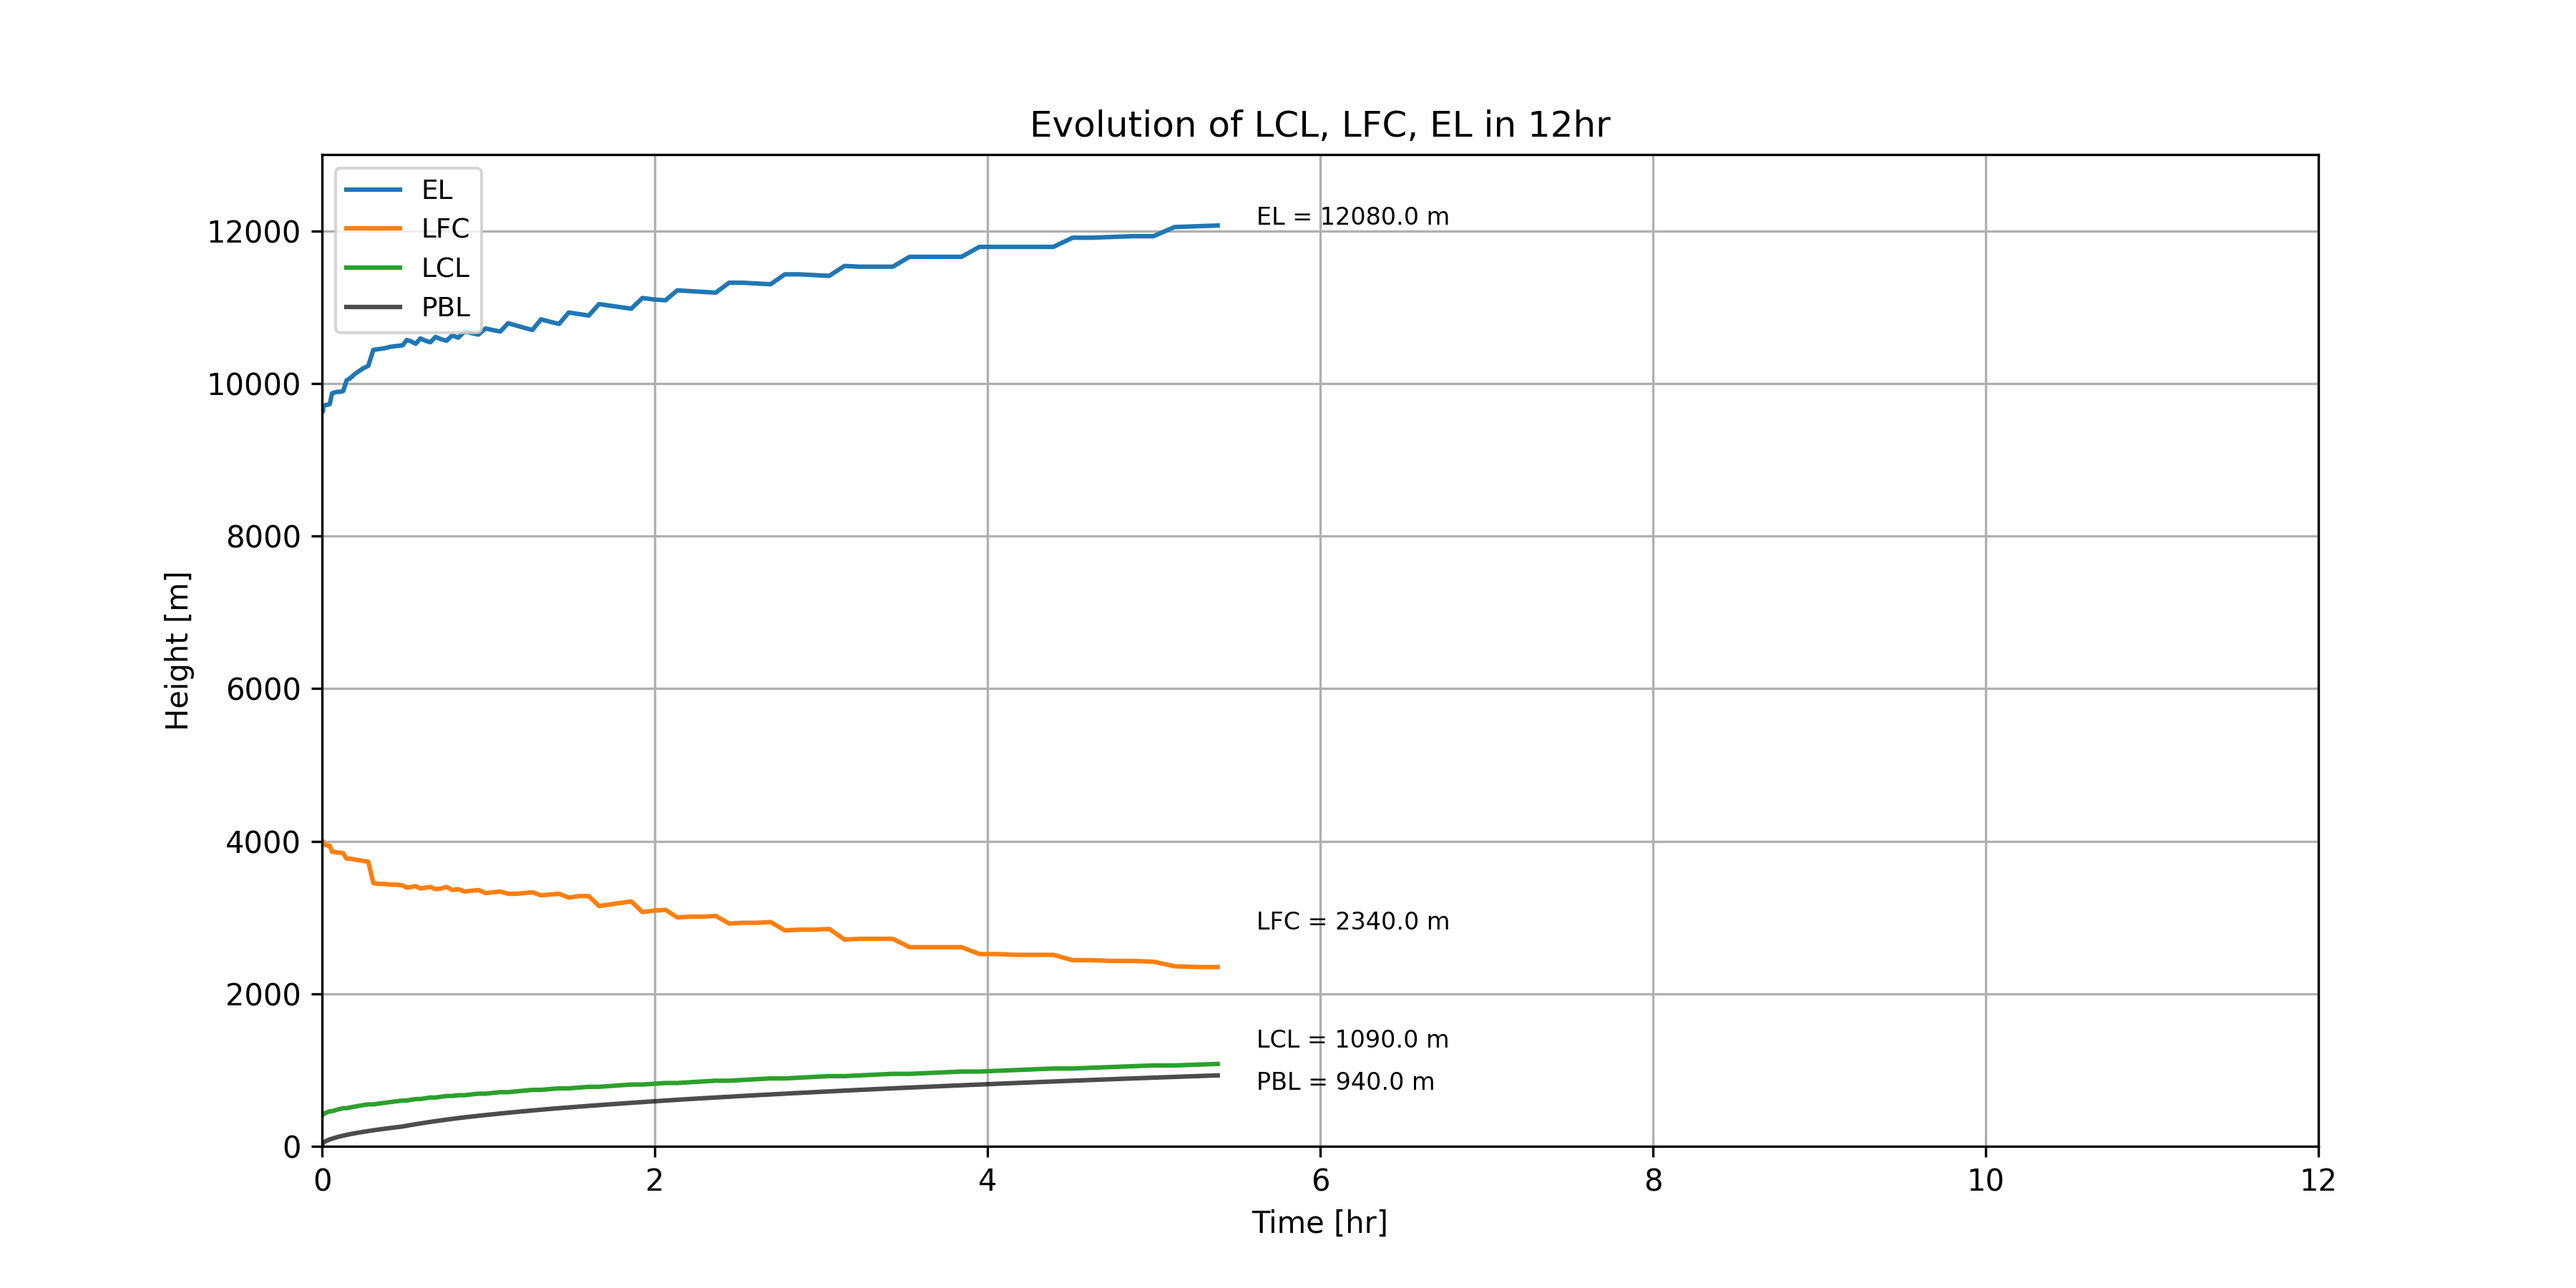 Evolution of LCL, LFC, EL in 12hr
EL
LFC
LCL
PBL
EL = 12080.0 m
LFC = 2340.0 m
LCL = 1090.0 m
PBL = 940.0 m
12000
10000
8000
6000
4000
2000
0
Height [m]
0 2 4 6 8 10 12
Time [hr]